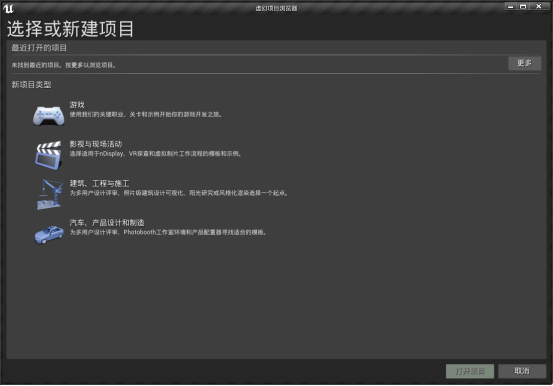 虚幻项目浏览器
选择或新建项目
最近打开的项目
未找到最近的项目。按更多以浏览项目。
更多
新项目类型
游戏
使用我们的关键职业、关卡和示例开始你的游戏开发之旅。
影视与现场活动
选择适用于nDisplay、VR探查和虚拟制片工作流程的模板和示例。
建筑、工程与施工
为多用户设计评审、照片级建筑设计可视化、阳光研究或风格化渲染选择一个起点。
汽车、产品设计和制造
为多用户设计评审、Photobooth工作室环境和产品配置器寻找适合的模板。
打开项目
取消